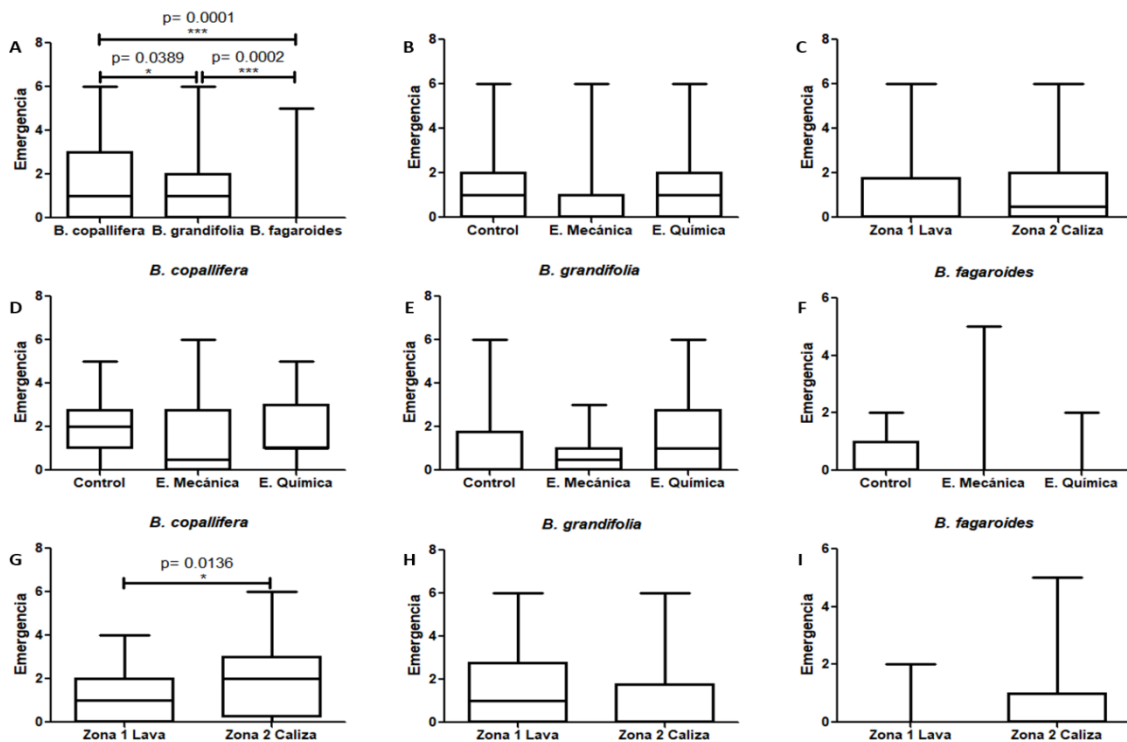 p= 0.0001
***
A
p= 0.0389
*
p= 0.0002
***
Emergencia
8
6
4
2
0
B. copallifera B. grandifolia B. fagaroides
B
Emergencia
8
6
4
2
0
Control E. Mecánica E. Química
C
Emergencia
8
6
4
2
0
Zona 1 Lava Zona 2 Caliza
B. copallifera
D
Emergencia
8
6
4
2
0
Control E. Mecánica E. Química
B. grandifolia
E
Emergencia
8
6
4
2
0
Control E. Mecánica E. Química
B. fagaroides
F
Emergencia
6
4
2
0
Control E. Mecánica E. Química
B. copallifera
G
p= 0.0136
*
Emergencia
8
6
4
2
0
Zona 1 Lava Zona 2 Caliza
B. grandifolia
H
Emergencia
8
6
4
2
0
Zona 1 Lava Zona 2 Caliza
B. fagaroides
I
Emergencia
6
4
2
0
Zona 1 Lava Zona 2 Caliza